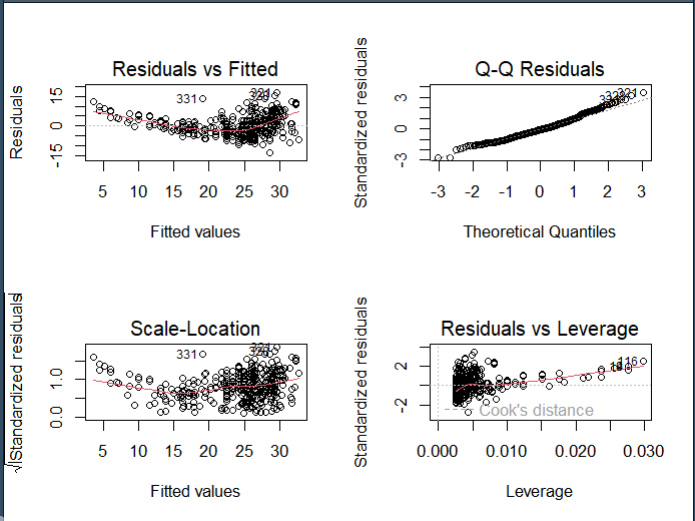 Residuals vs Fitted
Residuals
-15 0 15
331
5 10 15 20 25 30
Fitted values
Q-Q Residuals
Standardized residuals
-3 0 3
-3 -2 -1 0 1 2 3
Theoretical Quantiles
Scale-Location
√|Standardized residuals|
0.0 1.0
331
5 10 15 20 25 30
Fitted values
Residuals vs Leverage
Standardized residuals
-2 2
116
Cook's distance
0.000 0.010 0.020 0.030
Leverage